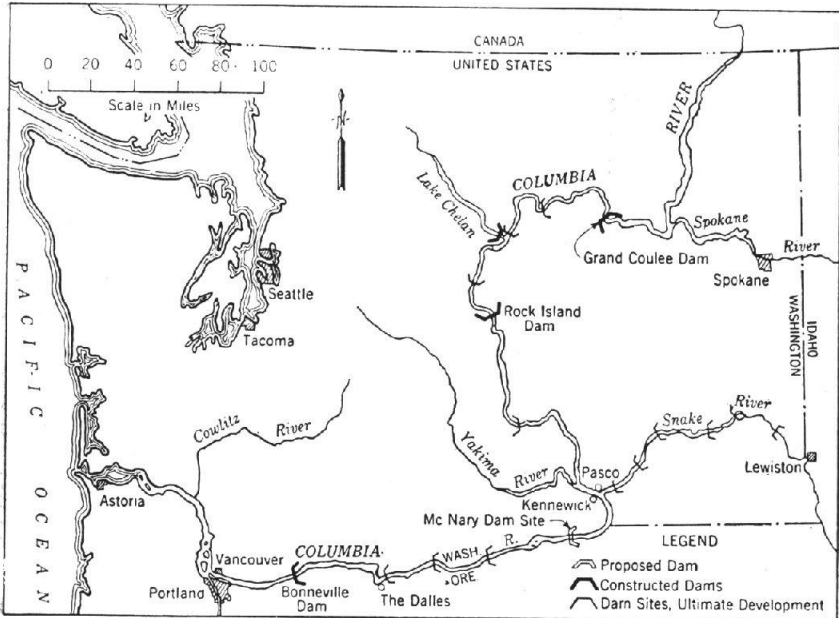 CANADA
UNITED STATES
0 20 40 60 80 100
Scale in Miles
N
RIVER
COLUMBIA
Lake Chelan
Spokane
River
Grand Coulee Dam
Spokane
Seattle
Tacoma
Rock Island
Dam
IDAHO
WASHINGTON
PACIFIC
OCEAN
Cowlitz
River
Yakima
River
Snake
River
Pasco
Lewiston
Kennewick
Astoria
Mc Nary Dam Site
LEGEND
Vancouver
COLUMBIA
R.
WASH
ORE
Portland
Bonneville
Dam
The Dalles
Proposed Dam
Constructed Dams
Darn Sites, Ultimate Development